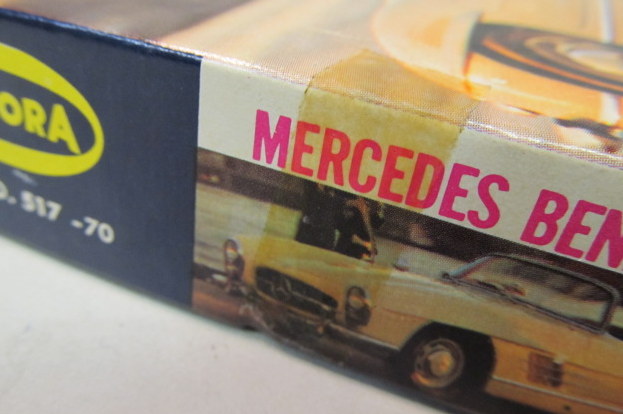 ORA
517 -70
MERCEDES BEN